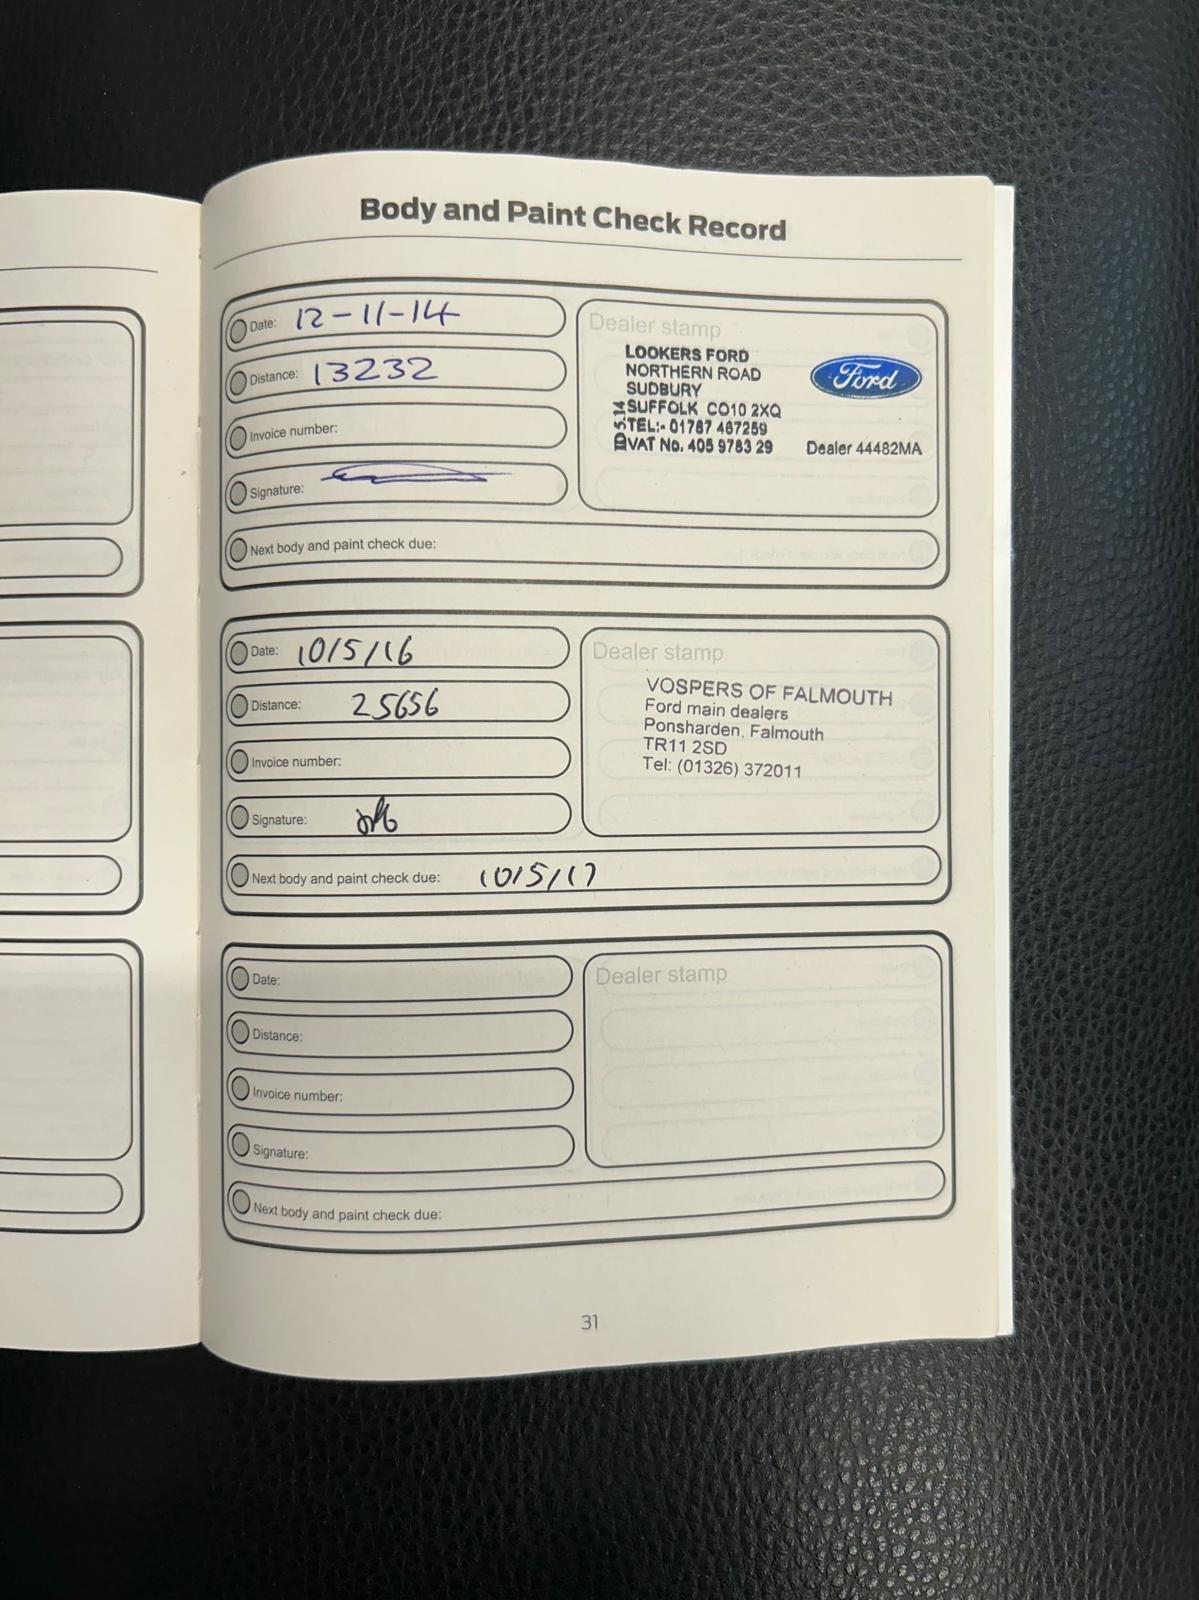 Body and Paint Check Record
Date: 12-11-14
Distance: 13232
Invoice number:
Signature:
Next body and paint check due:
Dealer stamp
LOOKERS FORD
NORTHERN ROAD
SUDBURY
SUFFOLK CO10 2XQ
TEL:- 01787 467259
VAT No. 405 9783 29
Ford
Dealer 44482MA
Date: 10/5/16
Distance: 25656
Invoice number:
Signature:
Next body and paint check due: 10/5/17
Dealer stamp
VOSPERS OF FALMOUTH
Ford main dealers
Ponsharden, Falmouth
TR11 2SD
Tel: (01326) 372011
Date:
Distance:
Invoice number:
Signature:
Next body and paint check due:
Dealer stamp
31